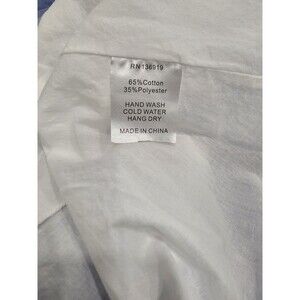 RN 136919
65%Cotton
35%Polyester
HAND WASH
COLD WATER
HANG DRY
MADE IN CHINA